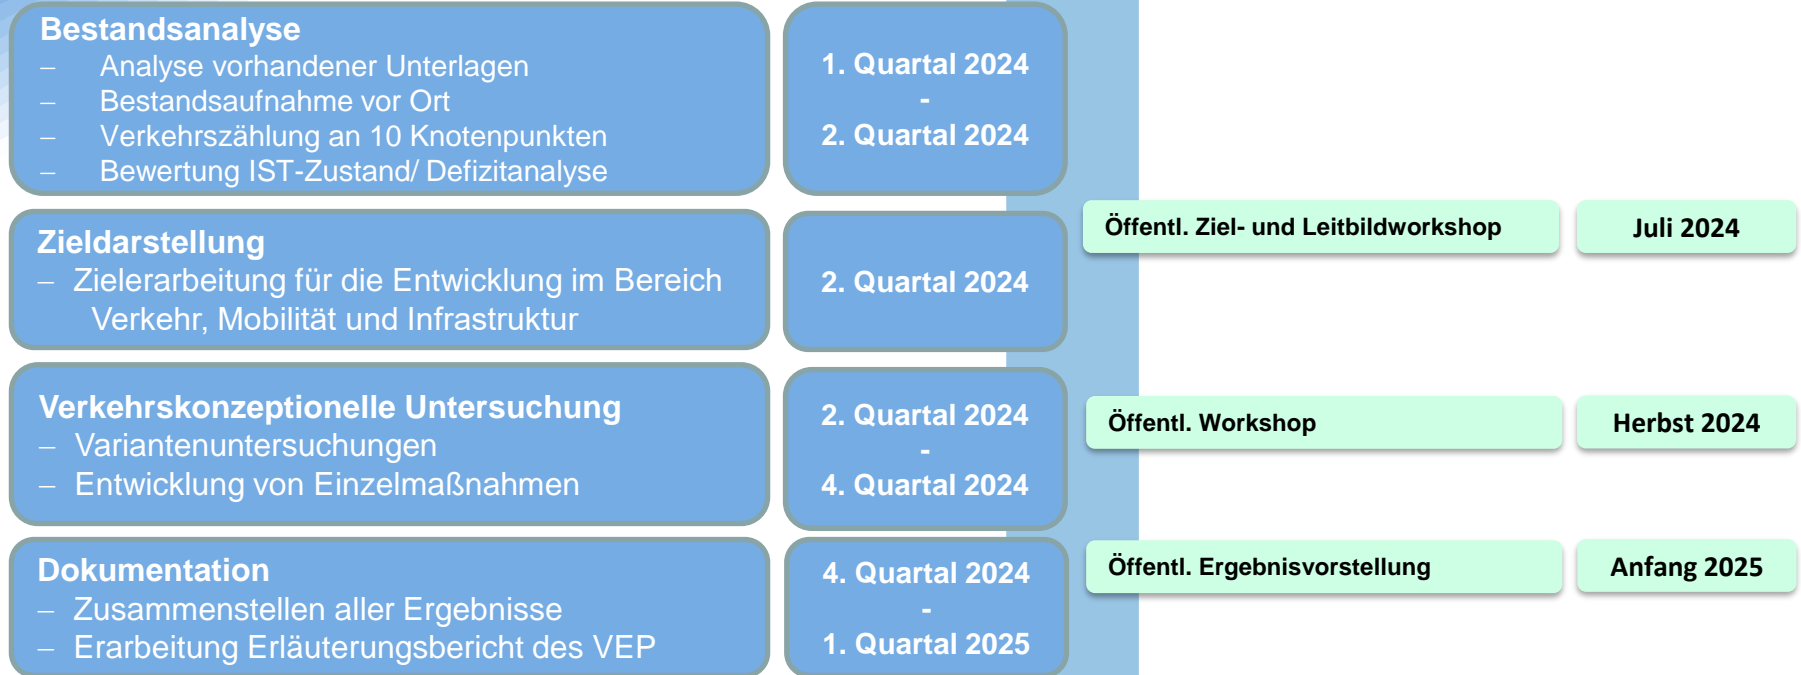 Bestandsanalyse
– Analyse vorhandener Unterlagen
– Bestandsaufnahme vor Ort
– Verkehrszählung an 10 Knotenpunkten
– Bewertung IST-Zustand/ Defizitanalyse
1. Quartal 2024
-
2. Quartal 2024
Öffentl. Ziel- und Leitbildworkshop
Juli 2024
Zieldarstellung
– Zielerarbeitung für die Entwicklung im Bereich
Verkehr, Mobilität und Infrastruktur
2. Quartal 2024
Verkehrskonzeptionelle Untersuchung
– Variantenuntersuchungen
– Entwicklung von Einzelmaßnahmen
2. Quartal 2024
-
4. Quartal 2024
Öffentl. Workshop
Herbst 2024
Dokumentation
– Zusammenstellen aller Ergebnisse
– Erarbeitung Erläuterungsbericht des VEP
4. Quartal 2024
-
1. Quartal 2025
Öffentl. Ergebnisvorstellung
Anfang 2025